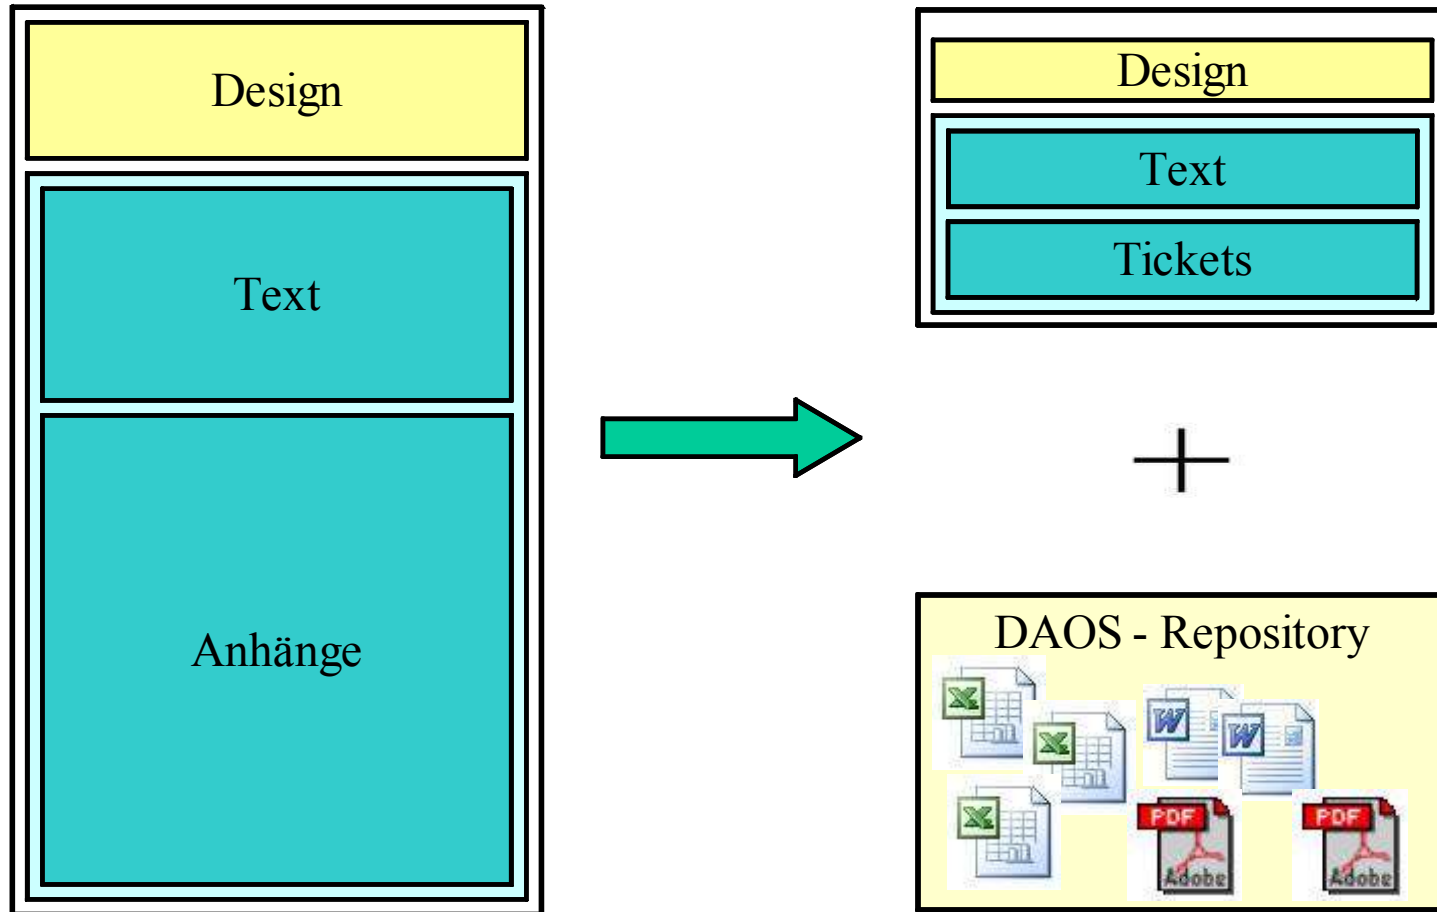 Design
Text
Anhänge
Design
Text
Tickets
DAOS - Repository
X
X
W
W
X
PDF
Adobe
PDF
Adobe